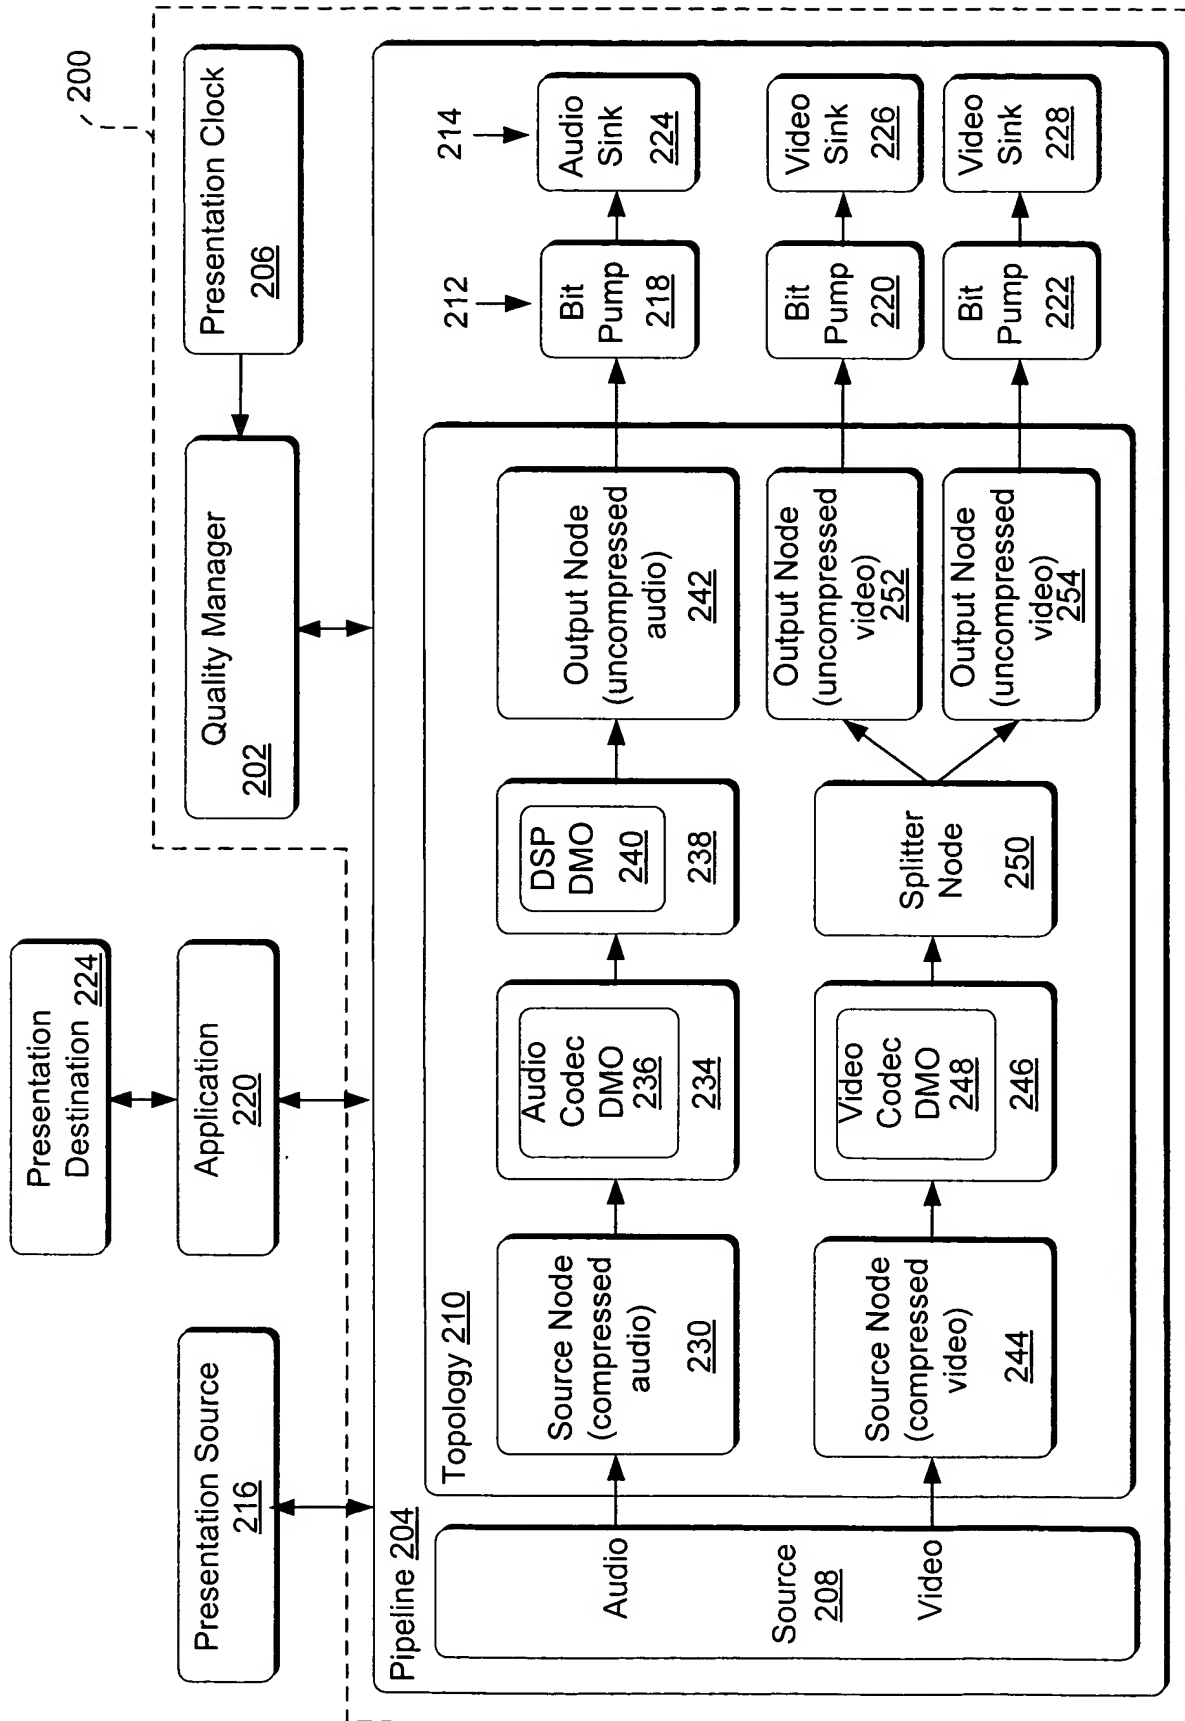 200
Presentation Source
216
Presentation
Destination 224
Application
220
Quality Manager
202
Presentation Clock
206
Pipeline 204
Audio
Source
208
Video
Topology 210
Source Node
(compressed
audio)
230
Audio
Codec
DMO
236
234
DSP
DMO
240
238
Output Node
(uncompressed
audio)
242
212
Bit
Pump
218
214
Audio
Sink
224
Source Node
(compressed
video)
244
Video
Codec
DMO
248
246
Splitter
Node
250
Output Node
(uncompressed
video)
252
Bit
Pump
220
Video
Sink
226
Output Node
(uncompressed
video)
254
Bit
Pump
222
Video
Sink
228